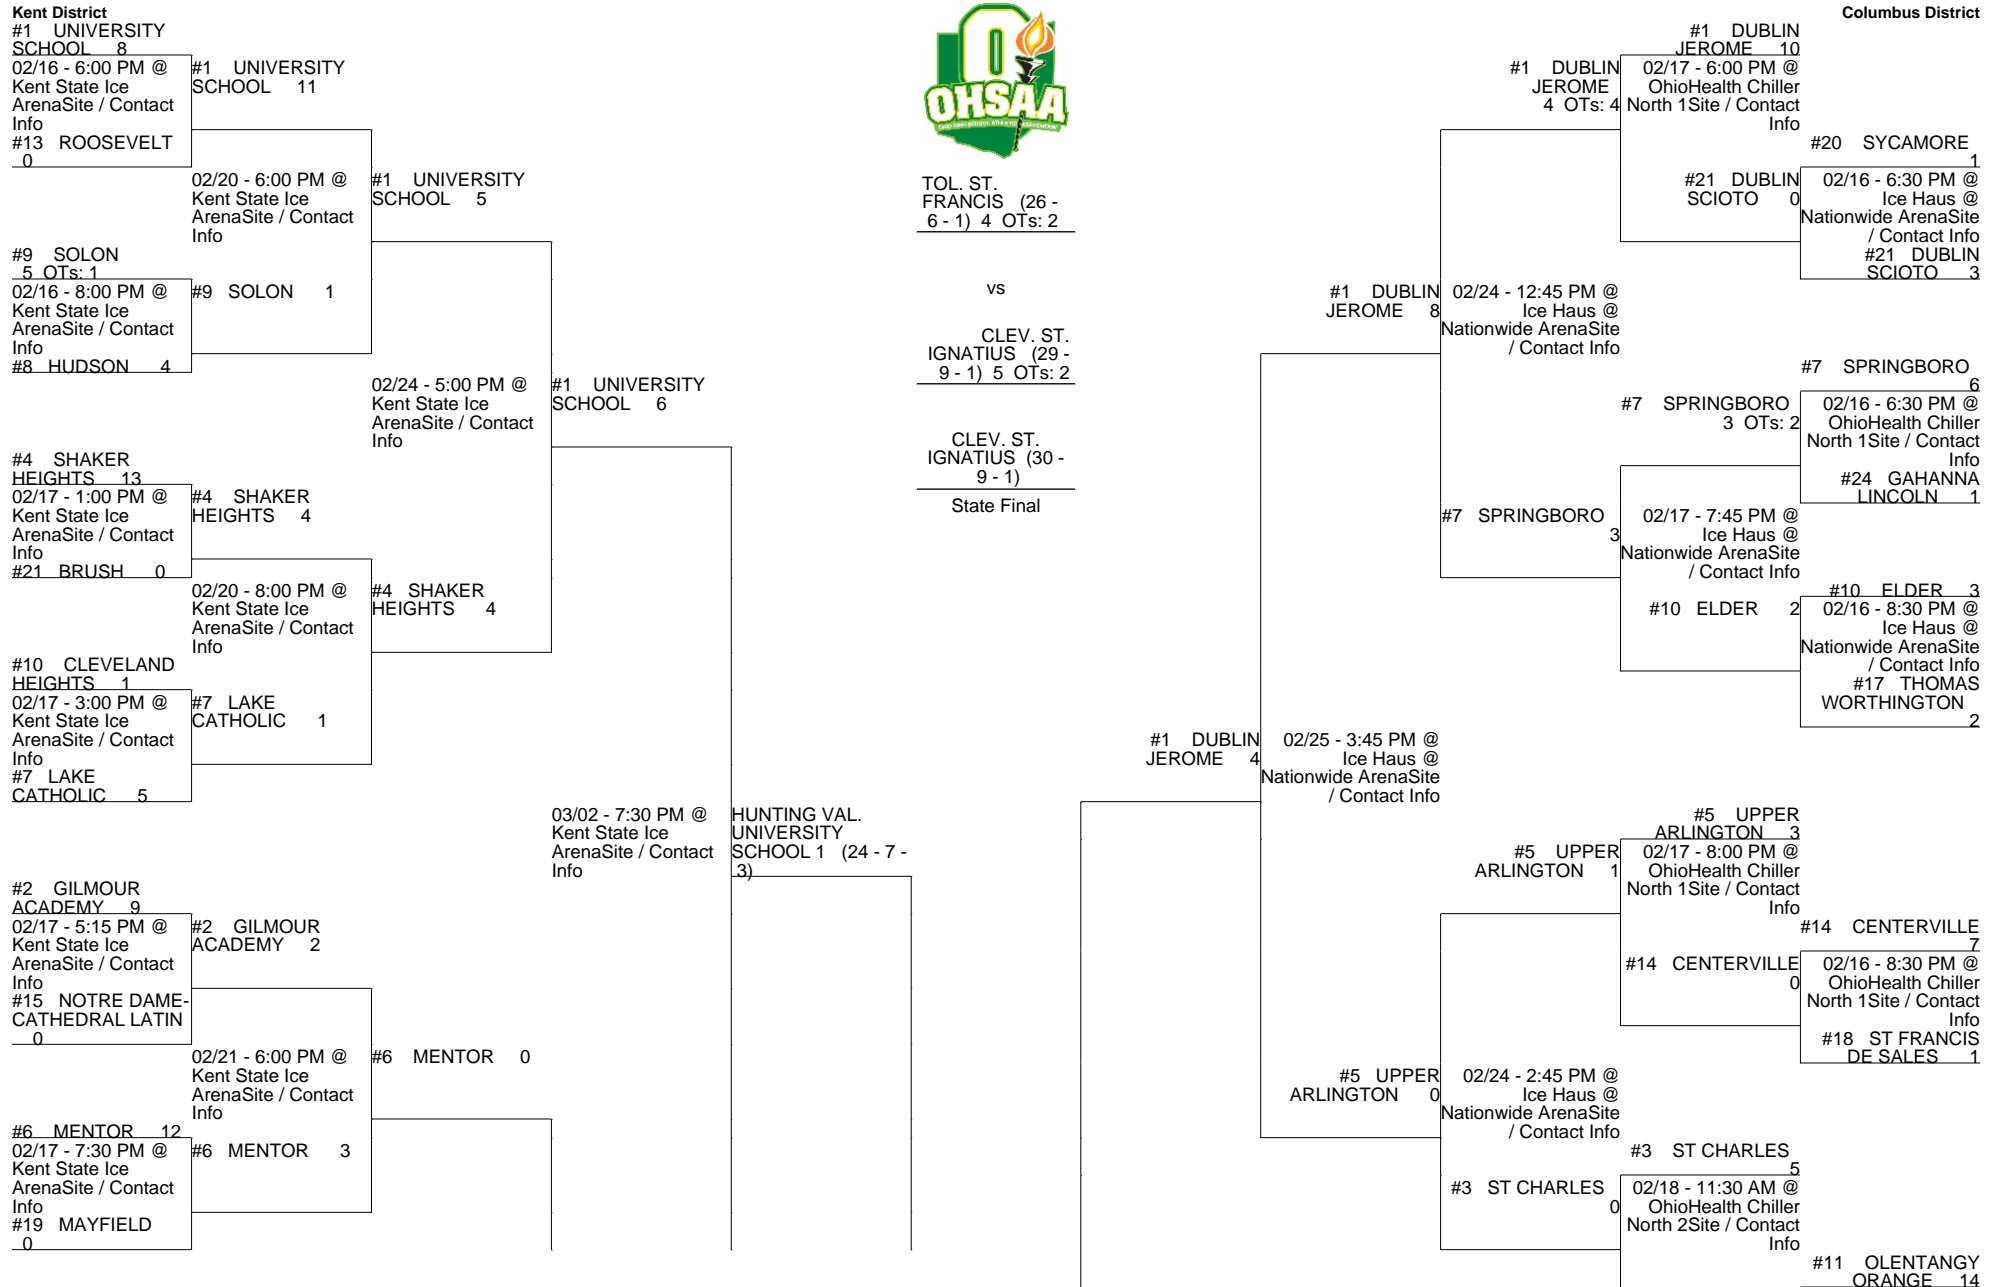 Kent District
#1 UNIVERSITY
SCHOOL 8
02/16 - 6:00 PM @
Kent State Ice
ArenaSite / Contact
Info
#13 ROOSEVELT
0
#1 UNIVERSITY
SCHOOL 11
02/20 - 6:00 PM @
Kent State Ice
ArenaSite / Contact
Info
#9 SOLON
5 OTs: 1
02/16 - 8:00 PM @
Kent State Ice
ArenaSite / Contact
Info
#8 HUDSON 4
#9 SOLON 1
#1 UNIVERSITY
SCHOOL 5
02/24 - 5:00 PM @
Kent State Ice
ArenaSite / Contact
Info
#4 SHAKER
HEIGHTS 13
02/17 - 1:00 PM @
Kent State Ice
ArenaSite / Contact
Info
#21 BRUSH 0
#4 SHAKER
HEIGHTS 4
02/20 - 8:00 PM @
Kent State Ice
ArenaSite / Contact
Info
#10 CLEVELAND
HEIGHTS 1
02/17 - 3:00 PM @
Kent State Ice
ArenaSite / Contact
Info
#7 LAKE
CATHOLIC 5
#7 LAKE
CATHOLIC 1
#4 SHAKER
HEIGHTS 4
#1 UNIVERSITY
SCHOOL 6
03/02 - 7:30 PM @
Kent State Ice
ArenaSite / Contact
Info
HUNTING VAL.
UNIVERSITY
SCHOOL 1 (24 - 7 -
3)
#2 GILMOUR
ACADEMY 9
02/17 - 5:15 PM @
Kent State Ice
ArenaSite / Contact
Info
#15 NOTRE DAME-
CATHEDRAL LATIN
0
#2 GILMOUR
ACADEMY 2
02/21 - 6:00 PM @
Kent State Ice
ArenaSite / Contact
Info
#6 MENTOR 12
02/17 - 7:30 PM @
Kent State Ice
ArenaSite / Contact
Info
#19 MAYFIELD
0
#6 MENTOR 3
#6 MENTOR 0
OHSAA
OHIO HIGH SCHOOL ATHLETIC ASSOCIATION
TOL. ST.
FRANCIS (26 -
6 - 1) 4 OTs: 2
vs
CLEV. ST.
IGNATIUS (29 -
9 - 1) 5 OTs: 2
CLEV. ST.
IGNATIUS (30 -
9 - 1)
State Final
Columbus District
#1 DUBLIN
JEROME 10
02/17 - 6:00 PM @
OhioHealth Chiller
North 1Site / Contact
Info
#1 DUBLIN
JEROME
4 OTs: 4
#20 SYCAMORE
1
02/16 - 6:30 PM @
Ice Haus @
Nationwide ArenaSite
/ Contact Info
#21 DUBLIN
SCIOTO 3
#21 DUBLIN
SCIOTO 0
#1 DUBLIN
JEROME 8
02/24 - 12:45 PM @
Ice Haus @
Nationwide ArenaSite
/ Contact Info
#7 SPRINGBORO
6
02/16 - 6:30 PM @
OhioHealth Chiller
North 1Site / Contact
Info
#24 GAHANNA
LINCOLN 1
#7 SPRINGBORO
3 OTs: 2
02/17 - 7:45 PM @
Ice Haus @
Nationwide ArenaSite
/ Contact Info
#7 SPRINGBORO
3
#10 ELDER 3
02/16 - 8:30 PM @
Ice Haus @
Nationwide ArenaSite
/ Contact Info
#17 THOMAS
WORTHINGTON
2
#10 ELDER 2
#1 DUBLIN
JEROME 4
02/25 - 3:45 PM @
Ice Haus @
Nationwide ArenaSite
/ Contact Info
#5 UPPER
ARLINGTON 3
02/17 - 8:00 PM @
OhioHealth Chiller
North 1Site / Contact
Info
#5 UPPER
ARLINGTON 1
#14 CENTERVILLE
7
02/16 - 8:30 PM @
OhioHealth Chiller
North 1Site / Contact
Info
#18 ST FRANCIS
DE SALES 1
#14 CENTERVILLE
0
#5 UPPER
ARLINGTON 0
02/24 - 2:45 PM @
Ice Haus @
Nationwide ArenaSite
/ Contact Info
#3 ST CHARLES
5
02/18 - 11:30 AM @
OhioHealth Chiller
North 2Site / Contact
Info
#3 ST CHARLES
0
#11 OLENTANGY
ORANGE 14